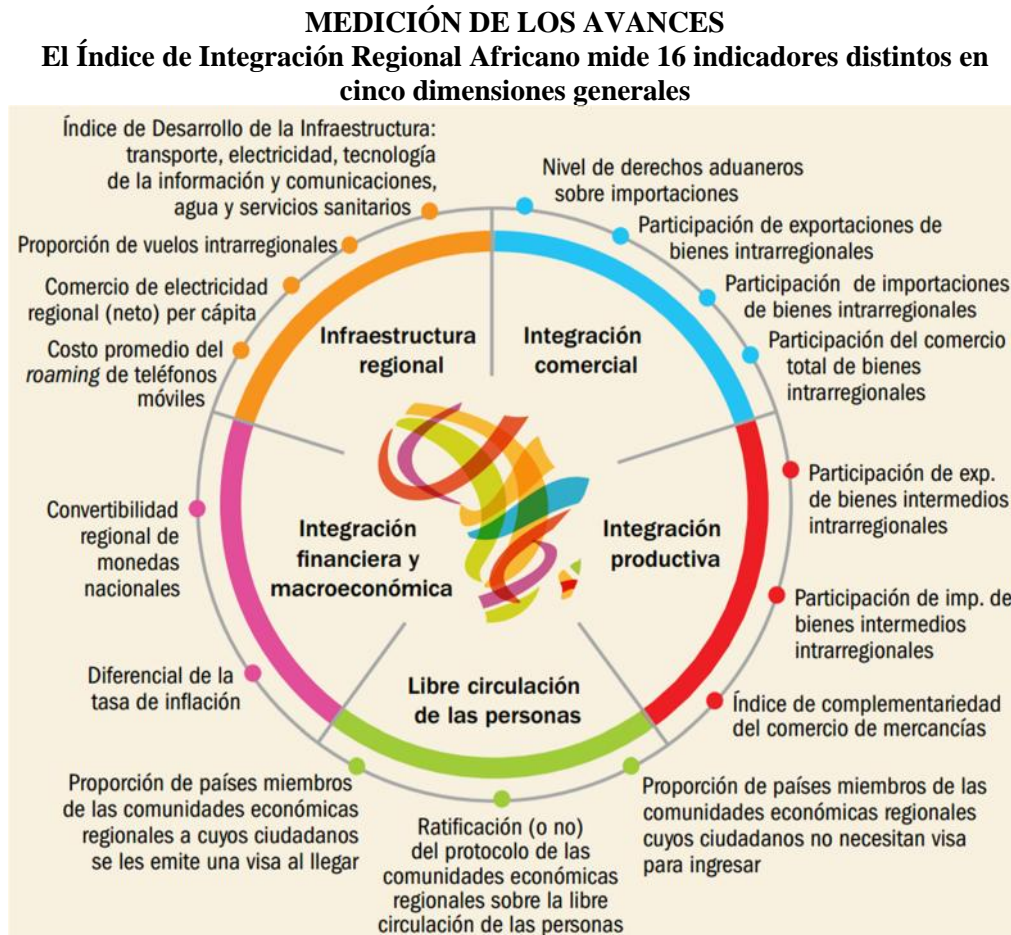 MEDICIÓN DE LOS AVANCES
El Índice de Integración Regional Africano mide 16 indicadores distintos en
cinco dimensiones generales
Índice de Desarrollo de la Infraestructura:
transporte, electricidad, tecnología
de la información y comunicaciones,
agua y servicios sanitarios
Proporción de vuelos intrarregionales
Comercio de electricidad
regional (neto) per cápita
Costo promedio del
roaming de teléfonos
móviles
Infraestructura
regional
Nivel de derechos aduaneros
sobre importaciones
Participación de exportaciones de
bienes intrarregionales
Participación de importaciones
de bienes intrarregionales
Participación del comercio
total de bienes
intrarregionales
Integración
comercial
Convertibilidad
regional de
monedas
nacionales
Diferencial de la
tasa de inflación
Integración
financiera y
macroeconómica
Integración
productiva
Participación de exp.
de bienes intermedios
intrarregionales
Participación de imp. de
bienes intermedios
intrarregionales
Índice de complementariedad
del comercio de mercancías
Libre circulación
de las personas
Proporción de países miembros
de las comunidades económicas
regionales a cuyos ciudadanos
se les emite una visa al llegar
Ratificación (o no)
del protocolo de las
comunidades económicas
regionales sobre la libre
circulación de las personas
Proporción de países miembros de las
comunidades económicas regionales
cuyos ciudadanos no necesitan visa
para ingresar